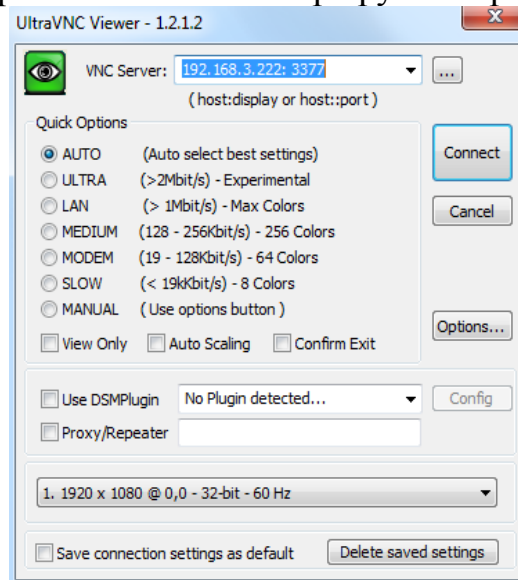 UltraVNC Viewer - 1.2.1.2
VNC Server: 192.168.3.222: 3377 ...
( host:display or host::port )
Quick Options
AUTO (Auto select best settings)
ULTRA (>2Mbit/s) - Experimental
LAN (> 1Mbit/s) - Max Colors
MEDIUM (128 - 256Kbit/s) - 256 Colors
MODEM (19 - 128Kbit/s) - 64 Colors
SLOW (< 19kKbit/s) - 8 Colors
MANUAL ( Use options button )
View Only Auto Scaling Confirm Exit
Connect
Cancel
Options...
Use DSMPlugin No Plugin detected... Config
Proxy/Repeater
1. 1920 x 1080 @ 0,0 - 32-bit - 60 Hz
Save connection settings as default Delete saved settings